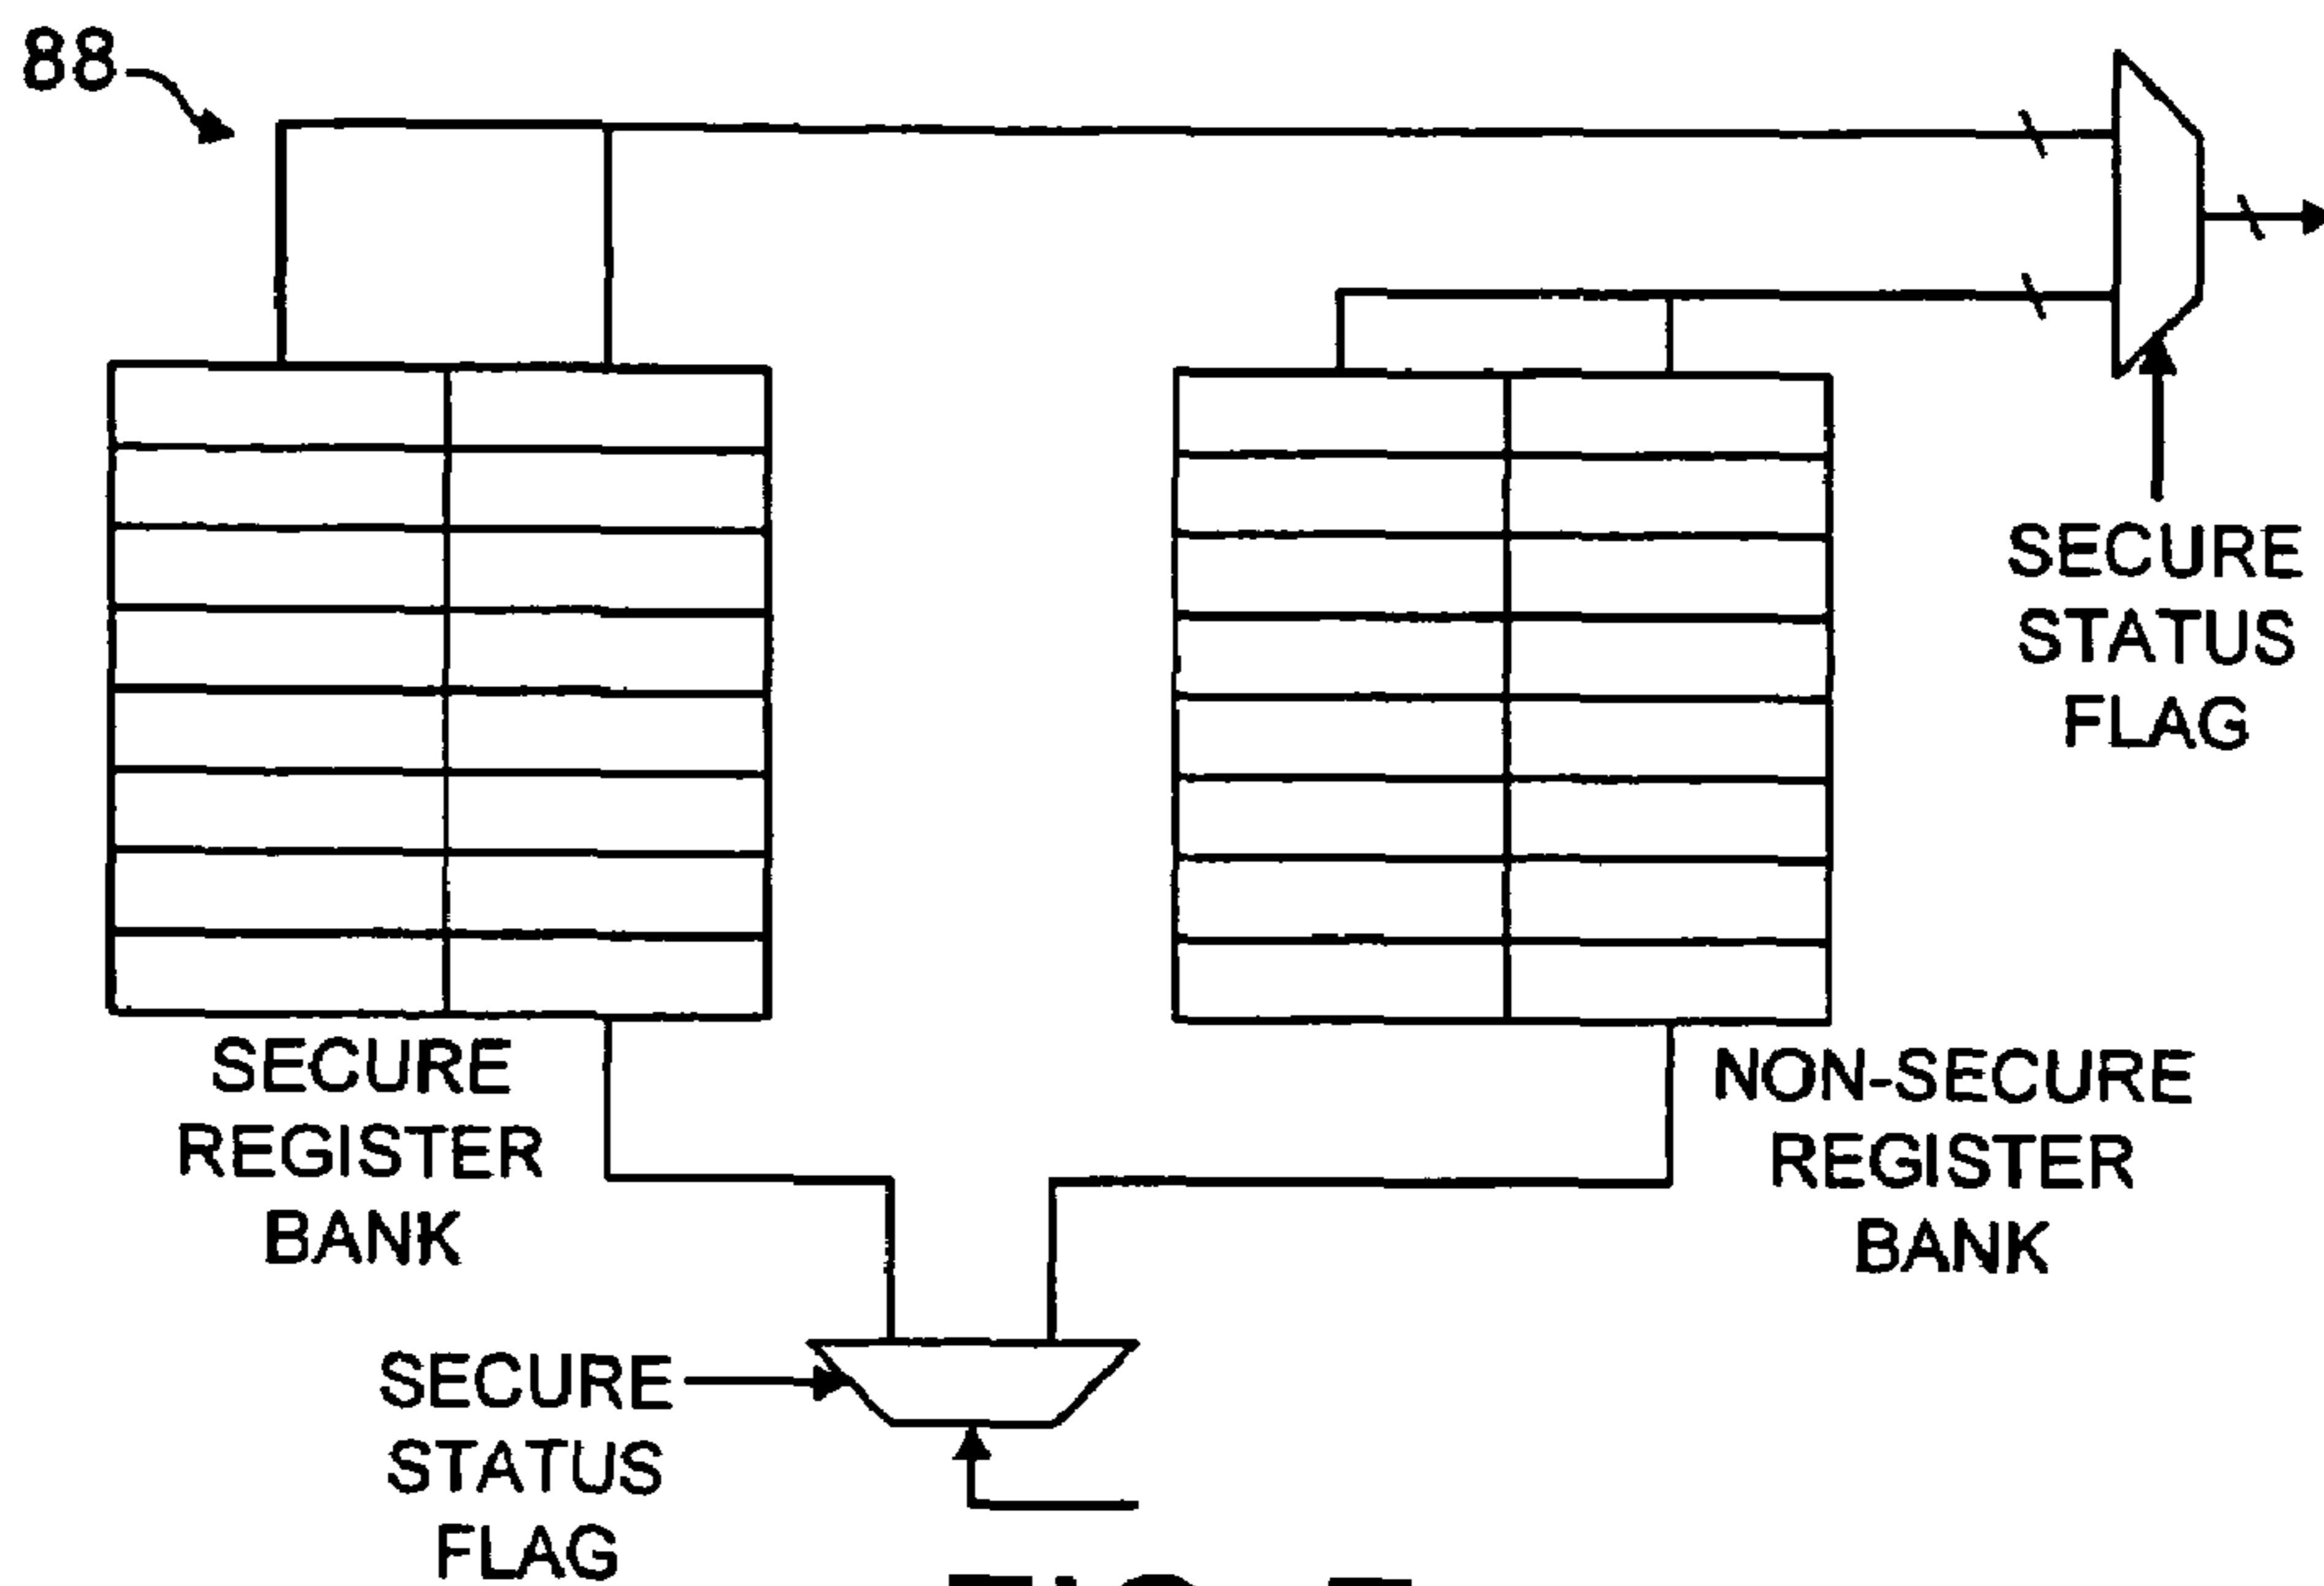 88
SECURE
STATUS
FLAG
SECURE
REGISTER
BANK
NON-SECURE
REGISTER
BANK
SECURE
STATUS
FLAG